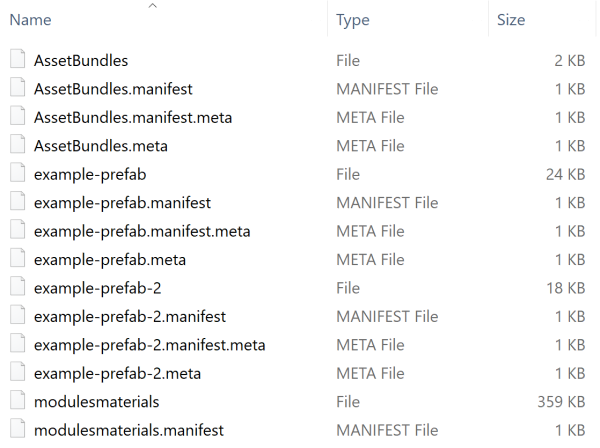 Name Type Size
AssetBundles File 2 KB
AssetBundles.manifest MANIFEST File 1 KB
AssetBundles.manifest.meta META File 1 KB
AssetBundles.meta META File 1 KB
example-prefab File 24 KB
example-prefab.manifest MANIFEST File 1 KB
example-prefab.manifest.meta META File 1 KB
example-prefab.meta META File 1 KB
example-prefab-2 File 18 KB
example-prefab-2.manifest MANIFEST File 1 KB
example-prefab-2.manifest.meta META File 1 KB
example-prefab-2.meta META File 1 KB
modulesmaterials File 359 KB
modulesmaterials.manifest MANIFEST File 1 KB